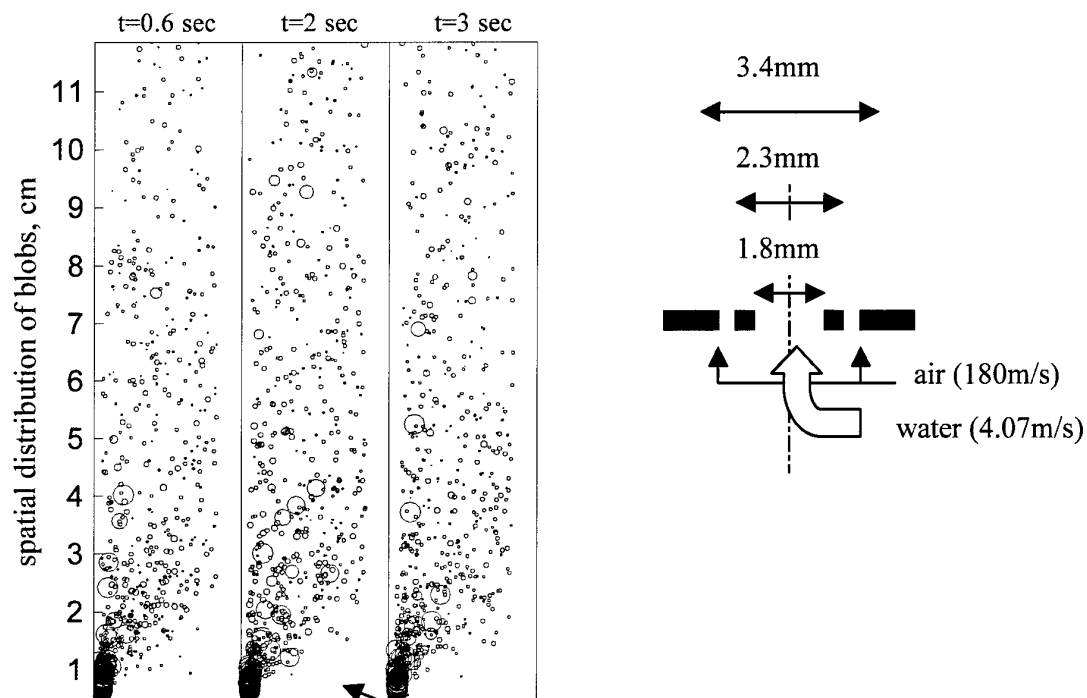 t=0.6 sec
t=2 sec
t=3 sec
spatial distribution of blobs, cm
11
10
9
8
7
6
5
4
3
2
1
3.4mm
2.3mm
1.8mm
air (180m/s)
water (4.07m/s)